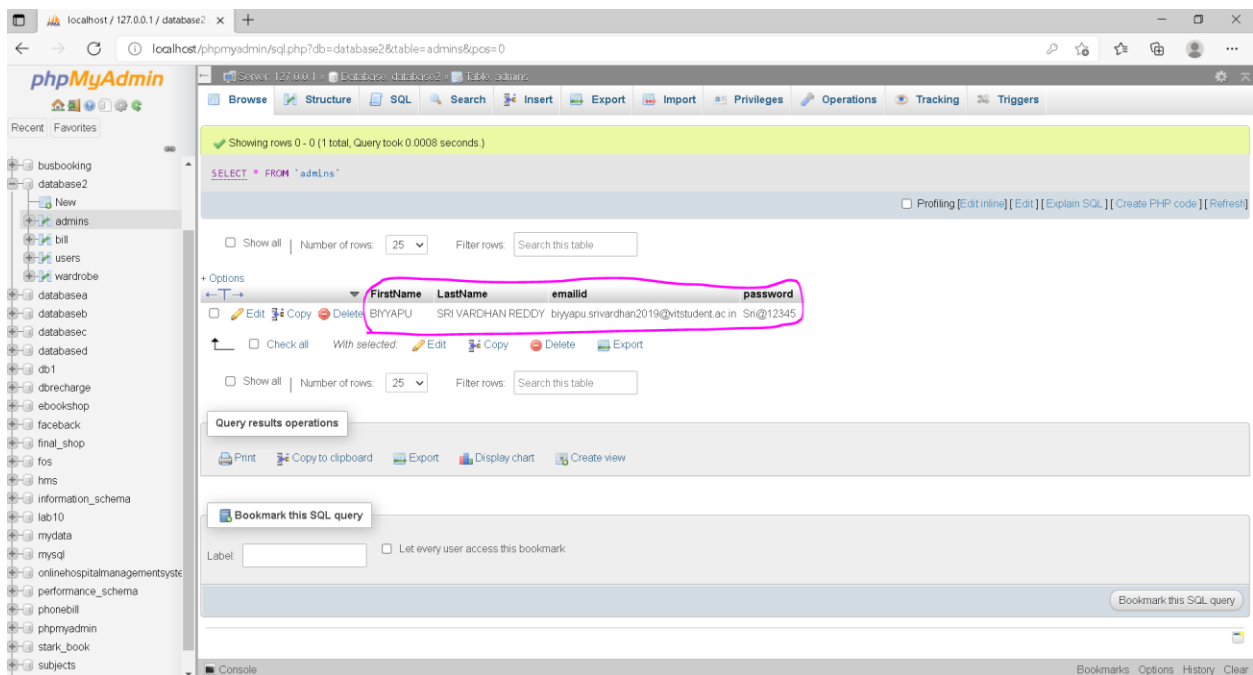 localhost / 127.0.0.1 / database2
localhost/phpmyadmin/sql.php?db=database2&table=admins&pos=0
phpMyAdmin
Recent Favorites
busbooking
database2
New
admins
bill
users
wardrobe
databasea
databaseb
databasec
databased
db1
dbrecharge
ebookshop
faceback
final_shop
fos
hms
information_schema
lab10
mydata
mysql
onlinehospitalmanagementsyste
performance_schema
phonebill
phpmyadmin
stark_book
subjects
Server: 127.0.0.1 » Database: database2 » Table: admins
Browse Structure SQL Search Insert Export Import Privileges Operations Tracking Triggers
Showing rows 0 - 0 (1 total, Query took 0.0008 seconds.)
SELECT * FROM `admins`
Profiling [Edit inline] [ Edit ] [ Explain SQL ] [ Create PHP code ] [ Refresh]
Show all | Number of rows: 25 Filter rows: Search this table
+ Options
←T→ FirstName LastName emailid password
Edit Copy Delete BIYYAPU SRI VARDHAN REDDY biyyapu.srivardhan2019@vitstudent.ac.in Sri@12345
Check all With selected: Edit Copy Delete Export
Show all | Number of rows: 25 Filter rows: Search this table
Query results operations
Print Copy to clipboard Export Display chart Create view
Bookmark this SQL query
Label: Let every user access this bookmark
Bookmark this SQL query
Console Bookmarks Options History Clear